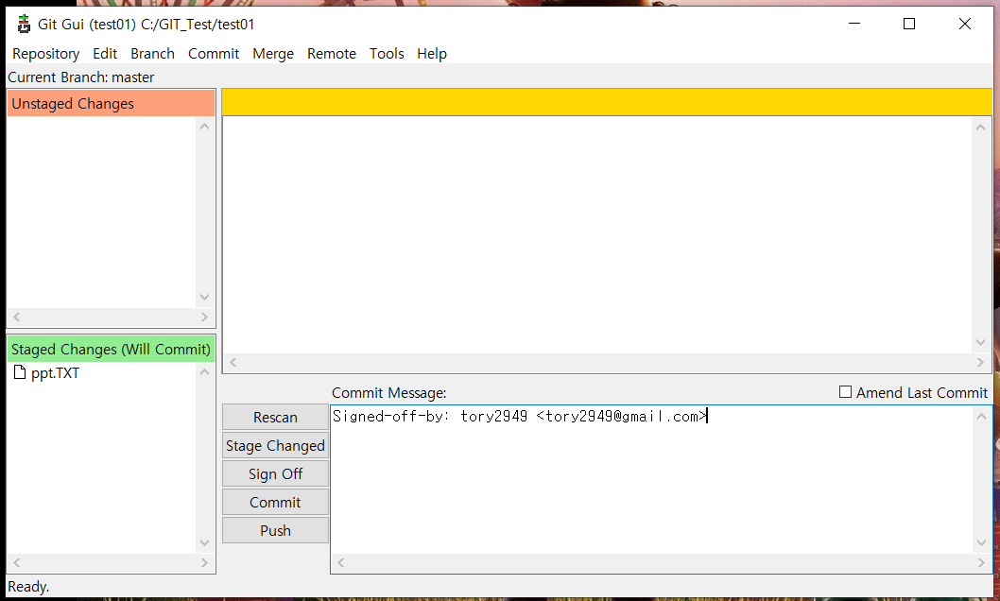 Git Gui (test01) C:/GIT_Test/test01
Repository Edit Branch Commit Merge Remote Tools Help
Current Branch: master
Unstaged Changes
Staged Changes (Will Commit)
ppt.TXT
Commit Message:
Amend Last Commit
Rescan
Stage Changed
Sign Off
Commit
Push
Signed-off-by: tory2949 <tory2949@gmail.com>
Ready.